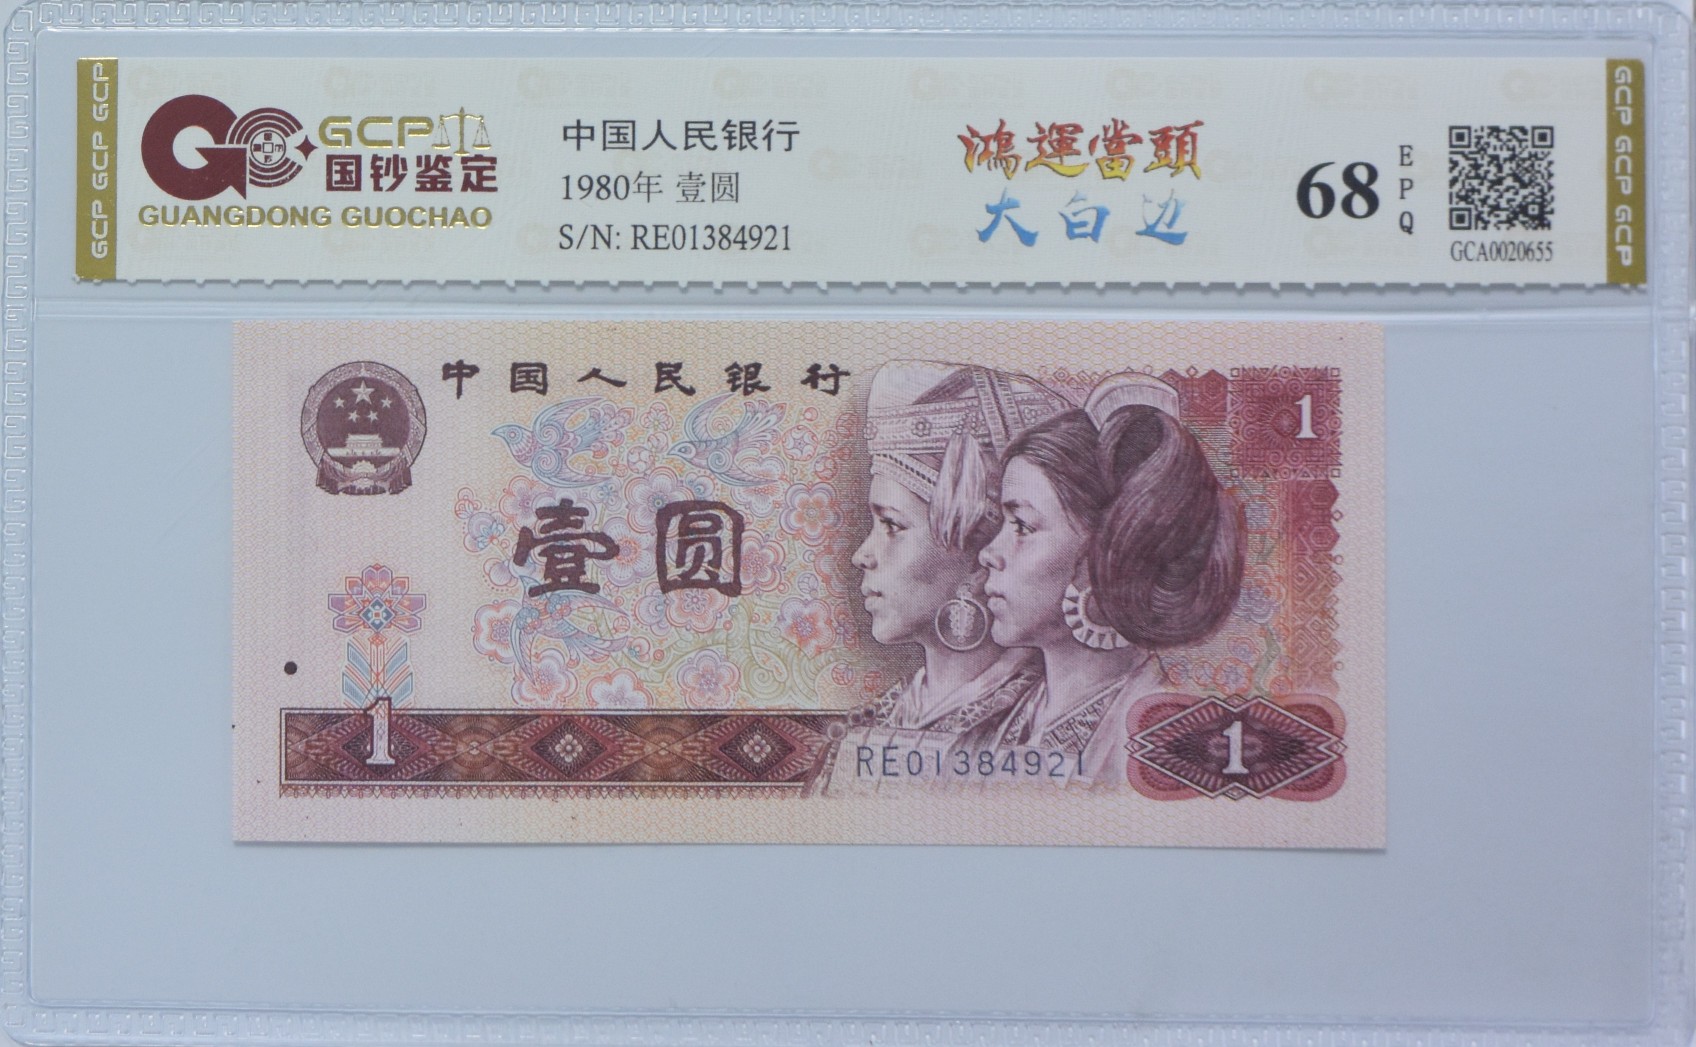 GCP
国钞鉴定
GUANGDONG GUOCHAO
中国人民银行
1980年 壹圆
S/N: RE01384921
鸿運當頭
大白边
68
EPQ
GCA0020655
GCP GCP GCP
GCP GCP GCP
中国人民银行
1
壹圆
1
RE01384921
1